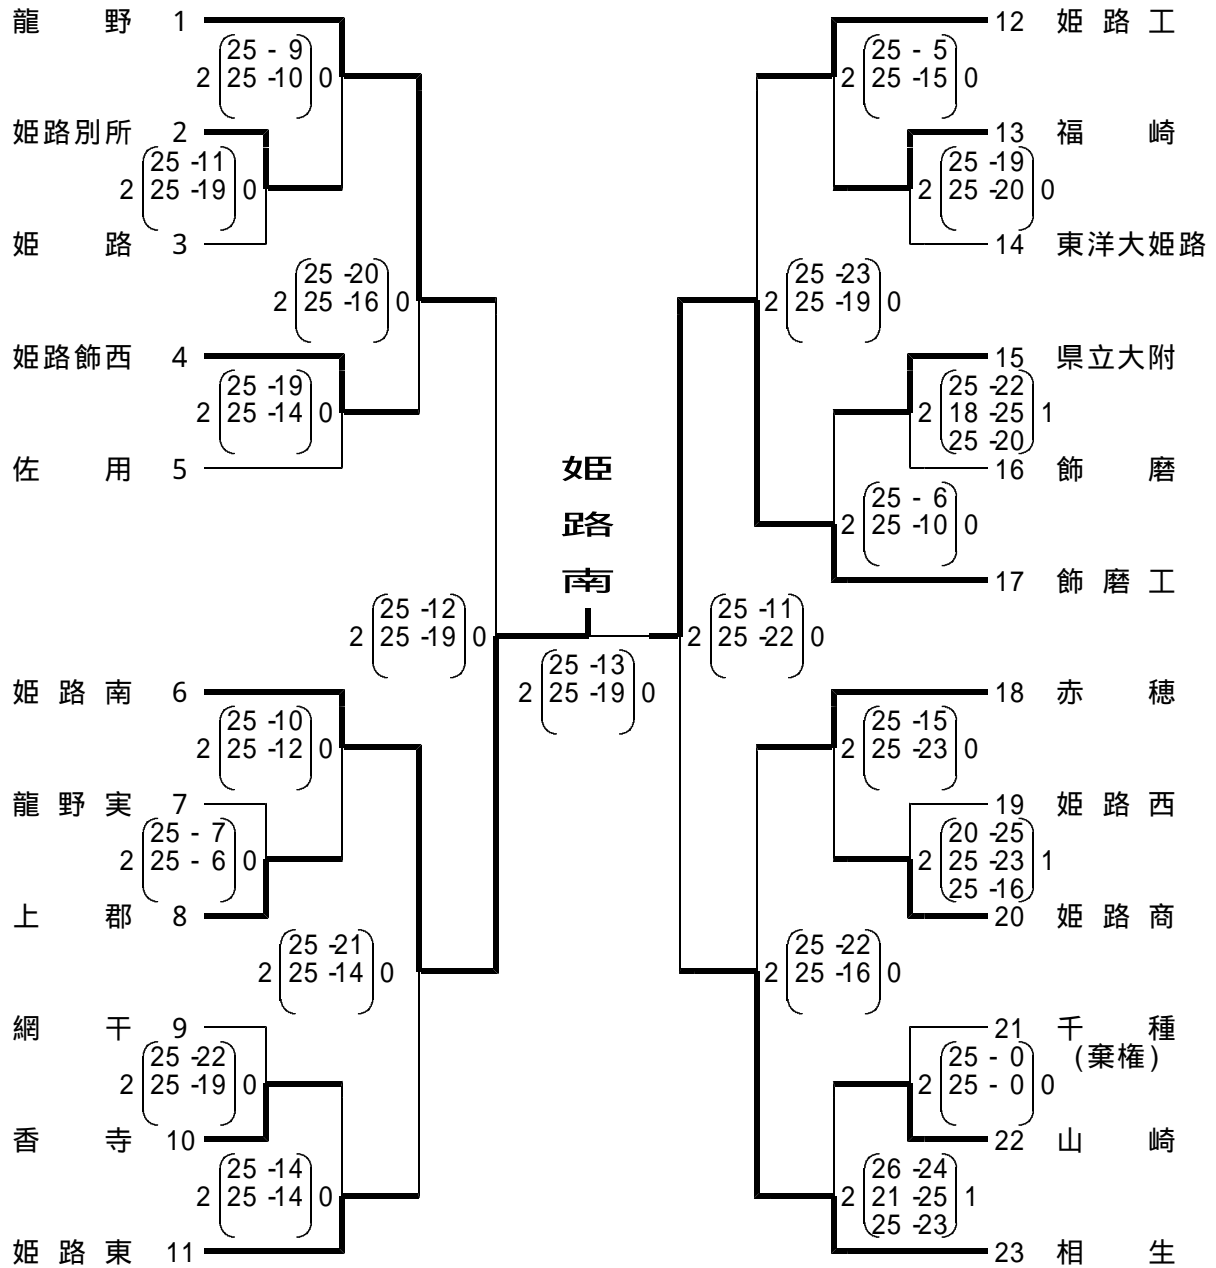 龍野 1
25 - 9
2 25 -10 0
姫路別所 2
25 -11
2 25 -19 0
姫路 3
25 -20
2 25 -16 0
姫路飾西 4
25 -19
2 25 -14 0
佐用 5
25 -12
2 25 -19 0
姫路南 6
25 -10
2 25 -12 0
龍野実 7
25 - 7
2 25 - 6 0
上郡 8
25 -21
2 25 -14 0
網干 9
25 -22
2 25 -19 0
香寺 10
25 -14
2 25 -14 0
姫路東 11
姫
路
南
25 -13
2 25 -19 0
12 姫路工
25 - 5
2 25 -15 0
13 福崎
25 -19
2 25 -20 0
14 東洋大姫路
25 -23
2 25 -19 0
15 県立大附
25 -22
2 18 -25 1
25 -20
16 飾磨
25 - 6
2 25 -10 0
17 飾磨工
25 -11
2 25 -22 0
18 赤穂
25 -15
2 25 -23 0
19 姫路西
20 -25
2 25 -23 1
25 -16
20 姫路商
25 -22
2 25 -16 0
21 千種
(棄権)
25 - 0
2 25 - 0 0
22 山崎
26 -24
2 21 -25 1
25 -23
23 相生